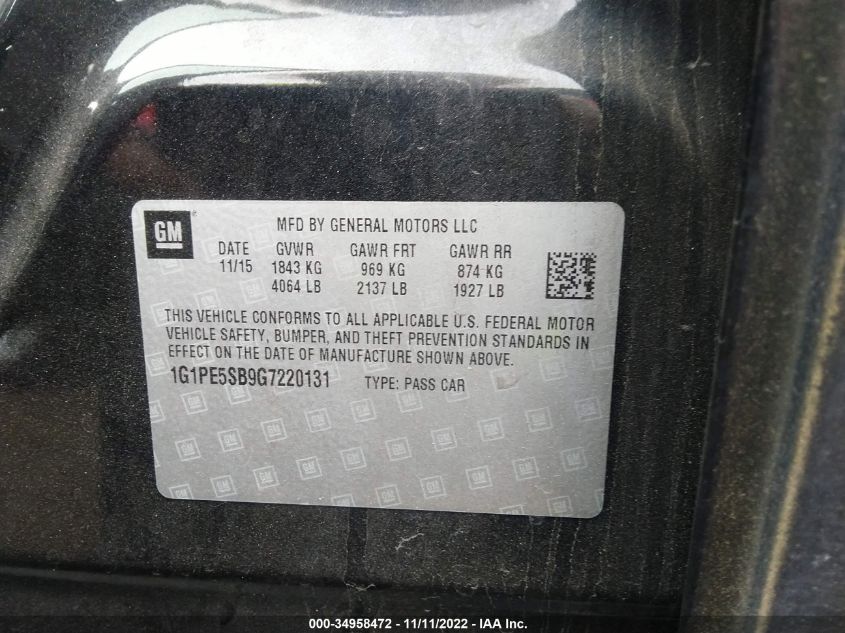 GM
MFD BY GENERAL MOTORS LLC
DATE GVWR GAWR FRT GAWR RR
11/15 1843 KG 969 KG 874 KG
4064 LB 2137 LB 1927 LB
THIS VEHICLE CONFORMS TO ALL APPLICABLE U.S. FEDERAL MOTOR
VEHICLE SAFETY, BUMPER, AND THEFT PREVENTION STANDARDS IN
EFFECT ON THE DATE OF MANUFACTURE SHOWN ABOVE.
1G1PE5SB9G7220131 TYPE: PASS CAR
000-34958472 - 11/11/2022 - IAA Inc.